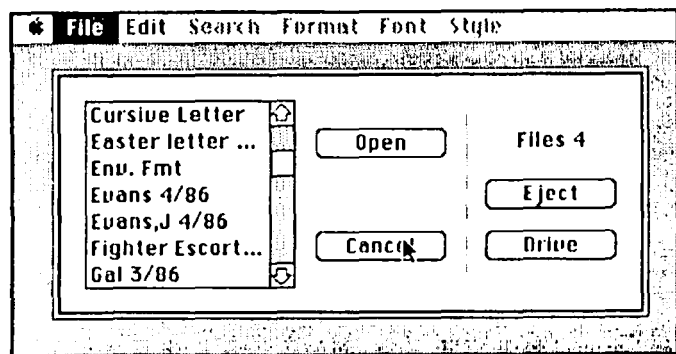 File Edit Search Format Font Style
Cursive Letter
Easter letter ...
Env. Fmt
Evans 4/86
Evans,J 4/86
Fighter Escort...
Gal 3/86
Open
Cancel
Files 4
Eject
Drive